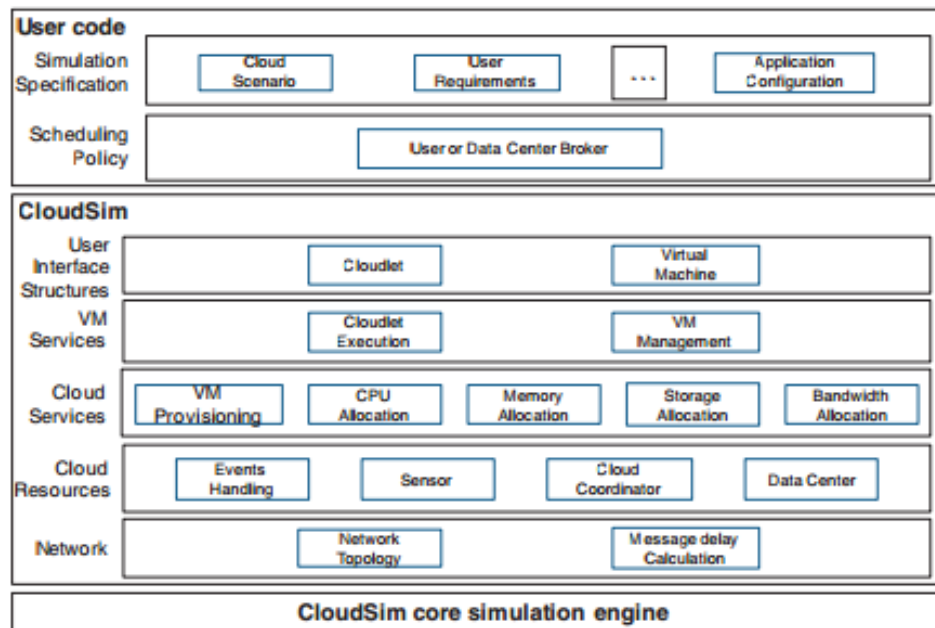 User code
Simulation
Specification
Cloud
Scenario
User
Requirements
...
Application
Configuration
Scheduling
Policy
User or Data Center Broker
CloudSim
User
Interface
Structures
Cloudlet
Virtual
Machine
VM
Services
Cloudlet
Execution
VM
Management
Cloud
Services
VM
Provisioning
CPU
Allocation
Memory
Allocation
Storage
Allocation
Bandwidth
Allocation
Cloud
Resources
Events
Handling
Sensor
Cloud
Coordinator
Data Center
Network
Network
Topology
Message delay
Calculation
CloudSim core simulation engine